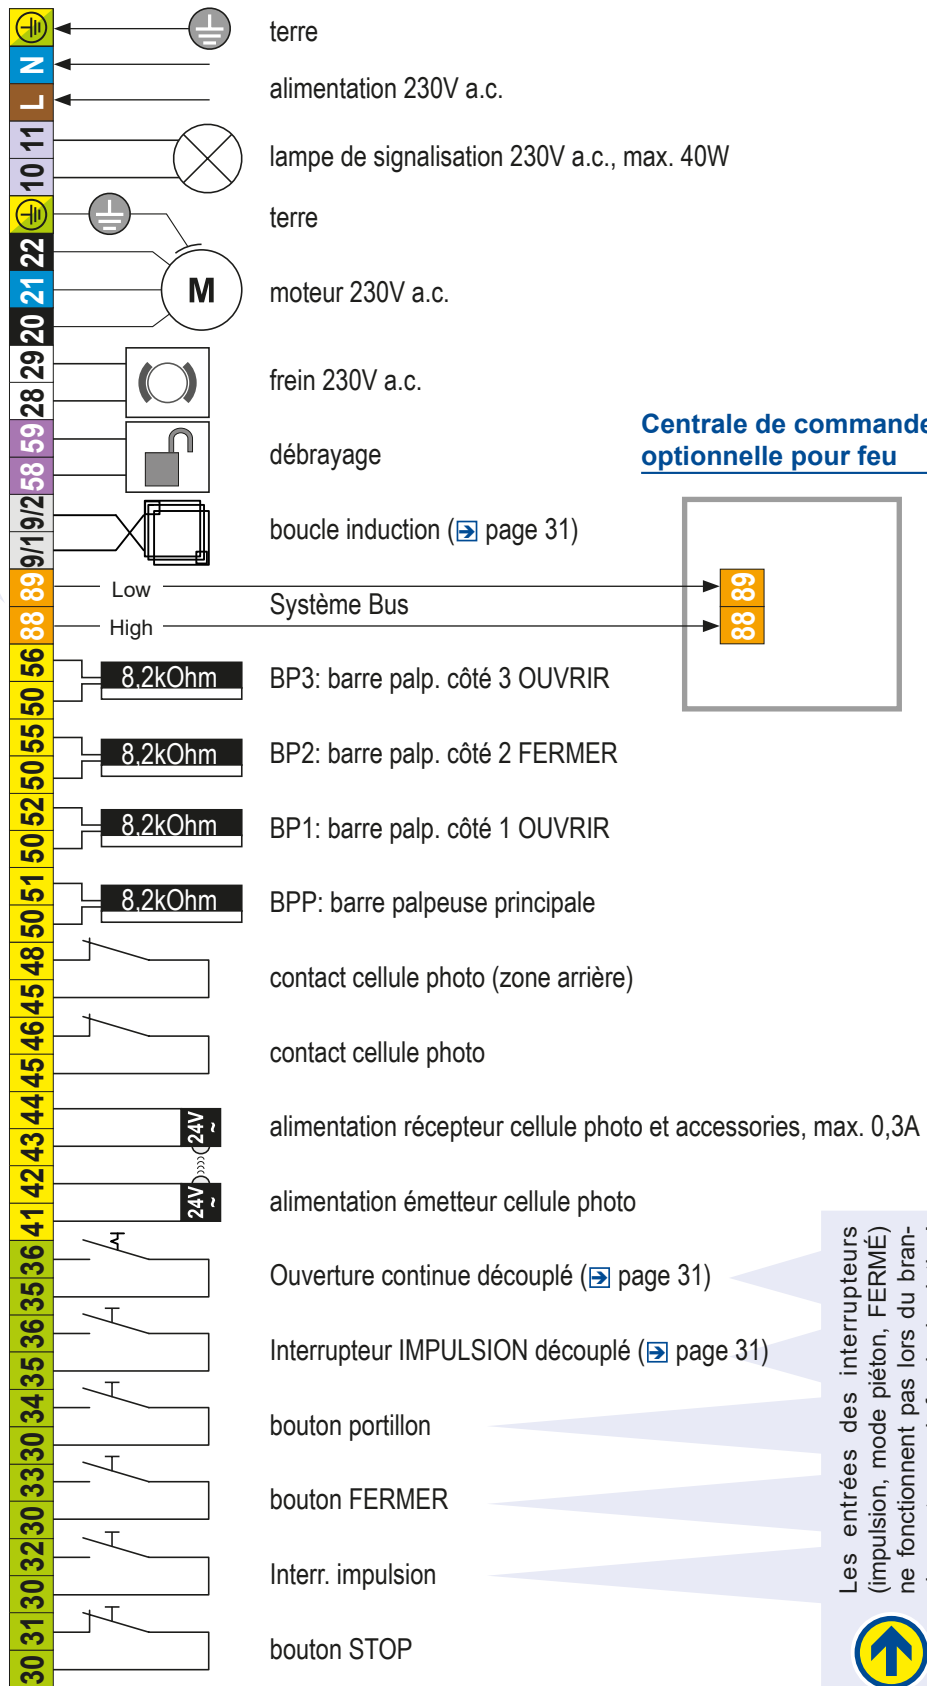 terre
N
L
alimentation 230V a.c.
11
10
lampe de signalisation 230V a.c., max. 40W
terre
22
21
20
M
moteur 230V a.c.
29
28
frein 230V a.c.
59
58
débrayage
Centrale de commande
optionnelle pour feu
9/2
9/1
boucle induction (page 31)
89
Low
88
High
Système Bus
89
88
56
50
8,2kOhm
BP3: barre palp. côté 3 OUVRIR
55
50
8,2kOhm
BP2: barre palp. côté 2 FERMER
52
50
8,2kOhm
BP1: barre palp. côté 1 OUVRIR
51
50
8,2kOhm
BPP: barre palpeuse principale
48
45
contact cellule photo (zone arrière)
46
45
contact cellule photo
44
43
24V ~
alimentation récepteur cellule photo et accessories, max. 0,3A
42
41
24V ~
alimentation émetteur cellule photo
36
35
Ouverture continue découplé (page 31)
36
35
Interrupteur IMPULSION découplé (page 31)
34
30
bouton portillon
33
30
bouton FERMER
32
30
Interr. impulsion
31
30
bouton STOP
Les entrées des interrupteurs
(impulsion, mode piéton, FERMÉ)
ne fonctionnent pas lors du bran-